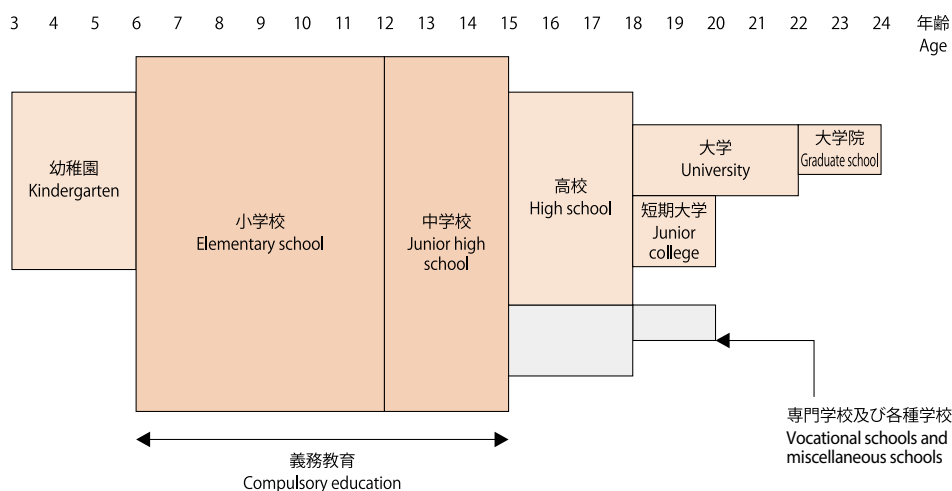 3 4 5 6 7 8 9 10 11 12 13 14 15 16 17 18 19 20 21 22 23 24 年齢
Age
幼稚園
Kindergarten
小学校
Elementary school
中学校
Junior high
school
高校
High school
大学
University
大学院
Graduate school
短期大学
Junior
college
専門学校及び各種学校
Vocational schools and
miscellaneous schools
義務教育
Compulsory education